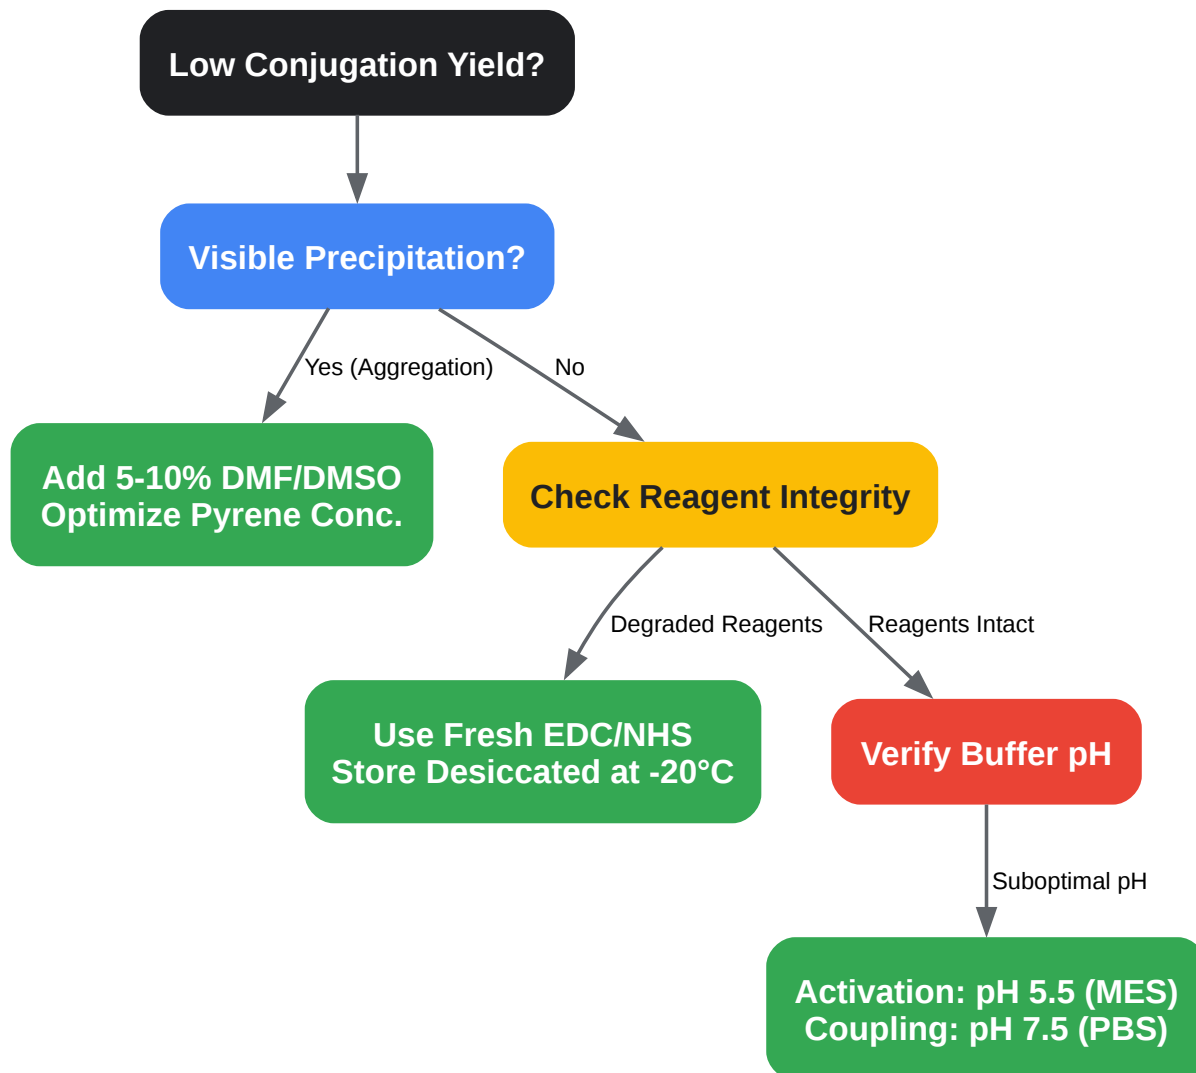 Low Conjugation Yield?
Visible Precipitation?
Yes (Aggregation)
No
Add 5-10% DMF/DMSO
Optimize Pyrene Conc.
Check Reagent Integrity
Degraded Reagents
Reagents Intact
Use Fresh EDC/NHS
Store Desiccated at -20°C
Verify Buffer pH
Suboptimal pH
Activation: pH 5.5 (MES)
Coupling: pH 7.5 (PBS)